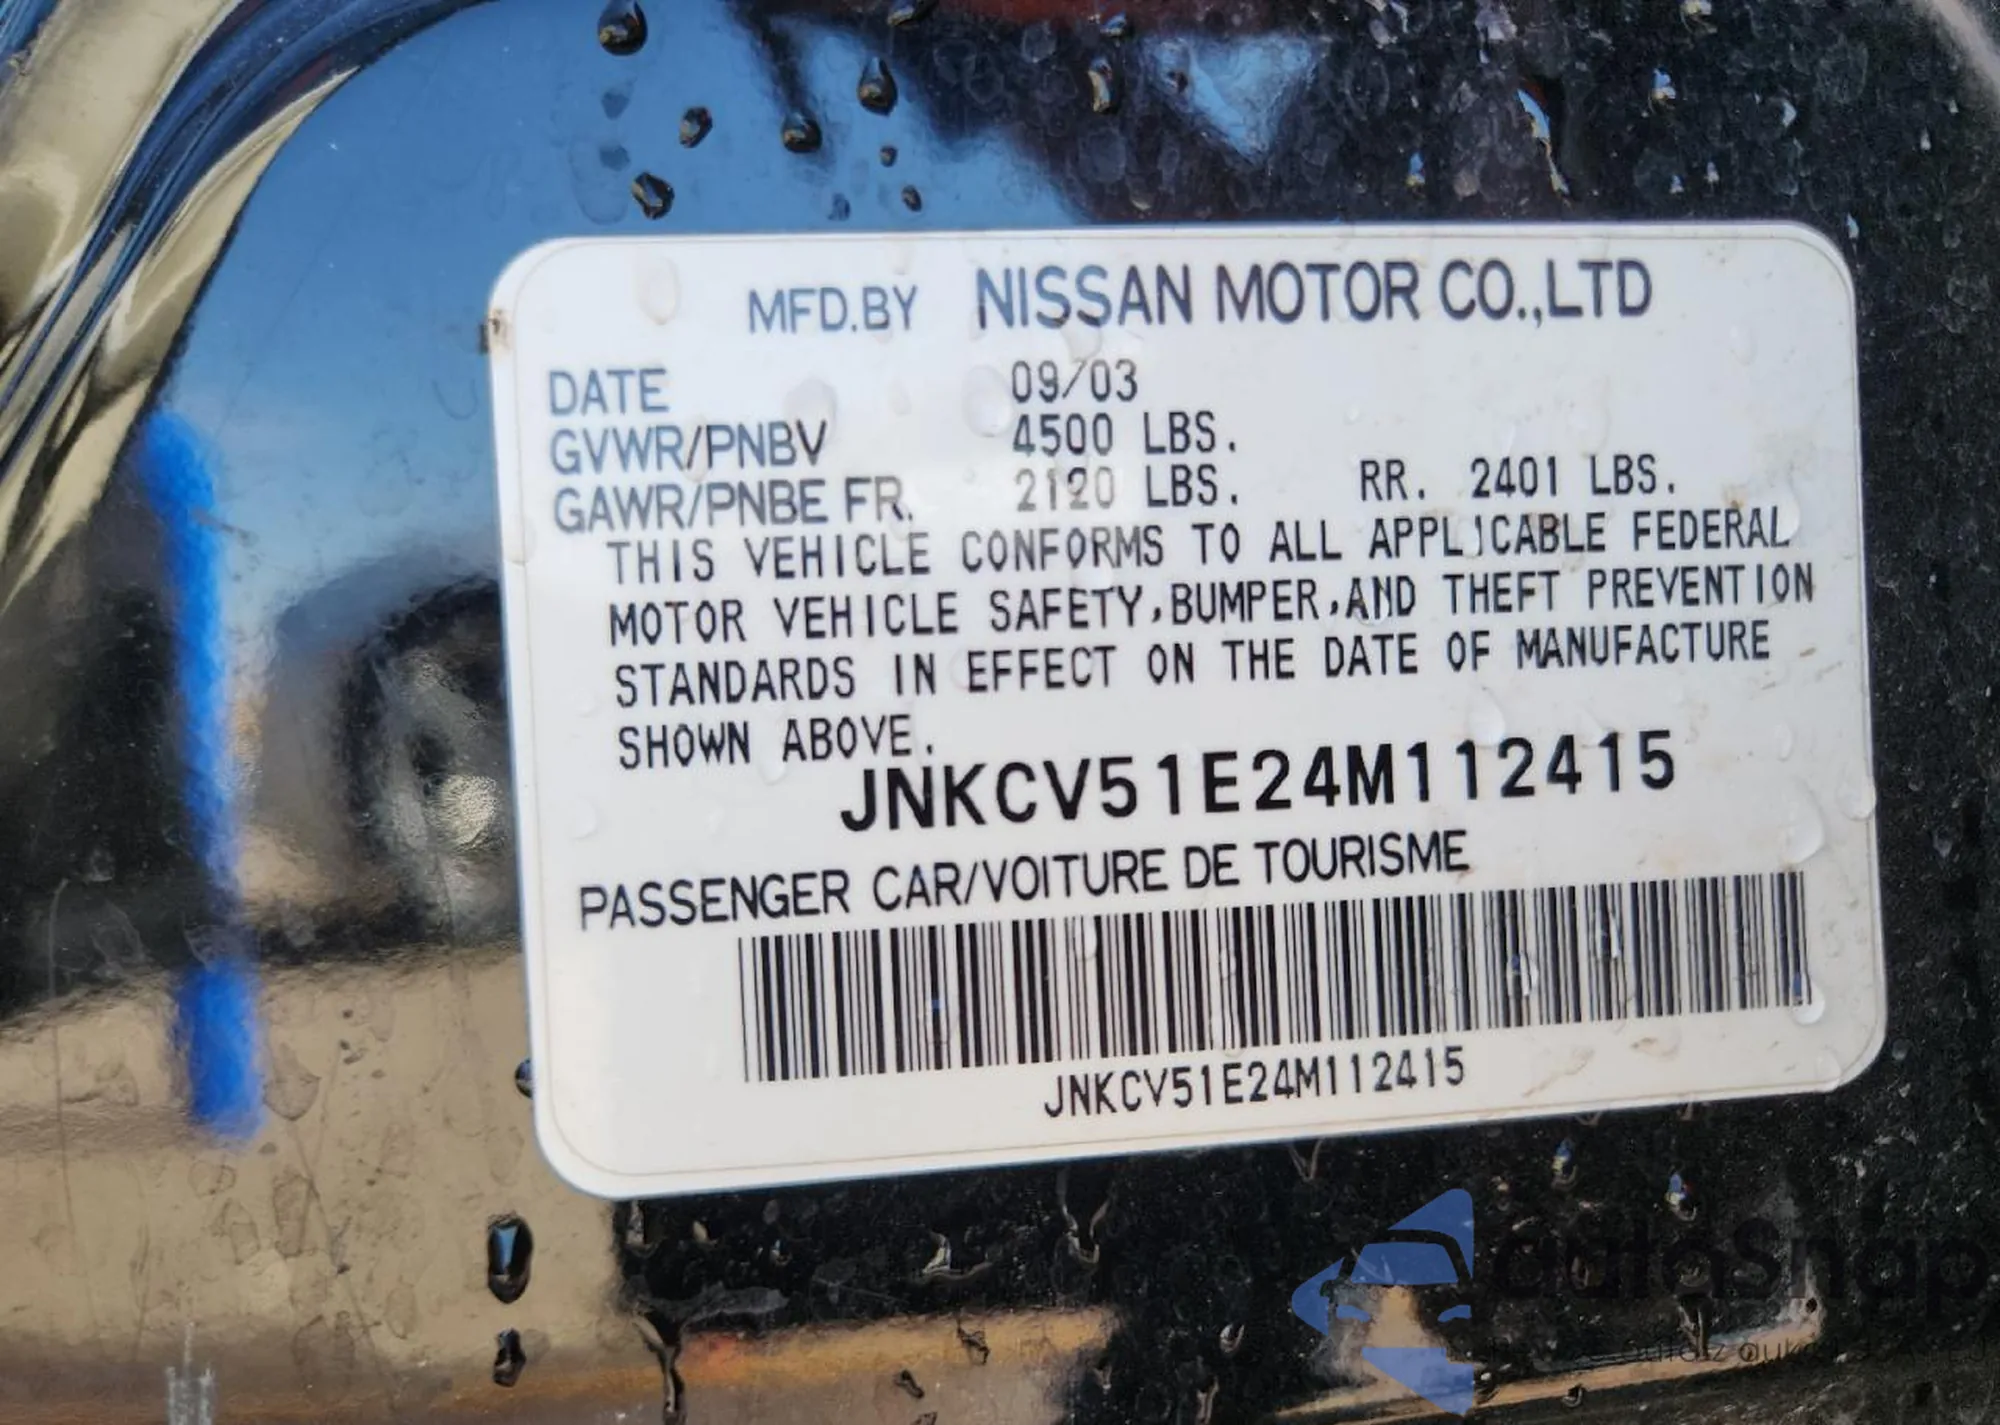 MFD.BY NISSAN MOTOR CO.,LTD
DATE 09/03
GVWR/PNBV 4500 LBS.
GAWR/PNBE FR. 2120 LBS. RR. 2401 LBS.
THIS VEHICLE CONFORMS TO ALL APPLICABLE FEDERAL
MOTOR VEHICLE SAFETY,BUMPER,AND THEFT PREVENTION
STANDARDS IN EFFECT ON THE DATE OF MANUFACTURE
SHOWN ABOVE.
JNKCV51E24M112415
PASSENGER CAR/VOITURE DE TOURISME
JNKCV51E24M112415
autosnap